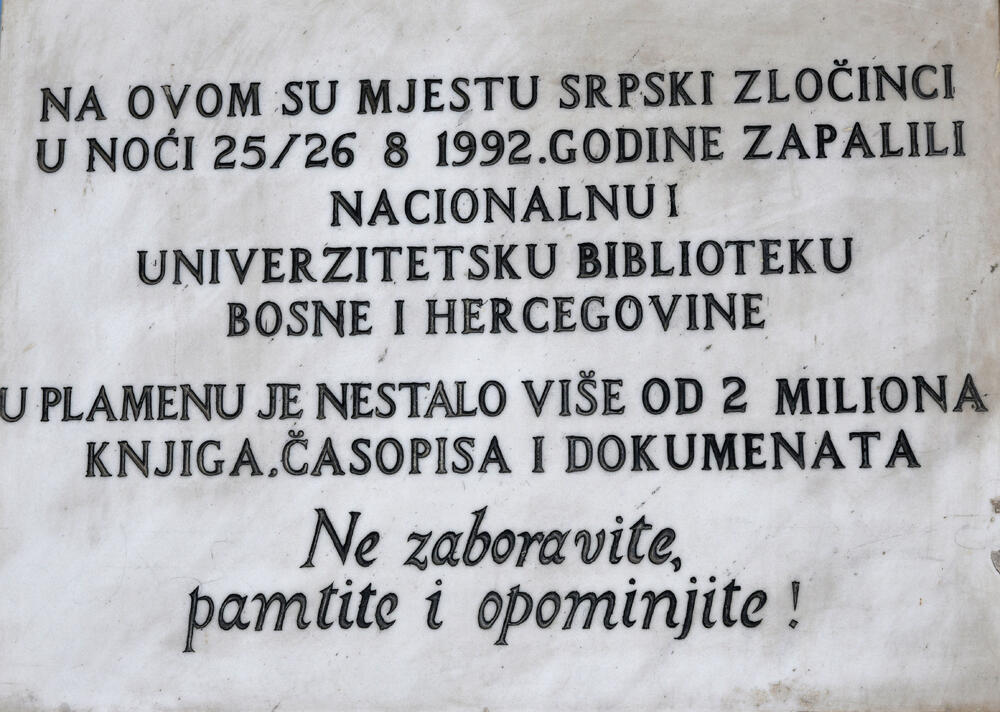 NA OVOM SU MJESTU SRPSKI ZLOČINCI
U NOĆI 25/26 8 1992.GODINE ZAPALILI
NACIONALNU I
UNIVERZITETSKU BIBLIOTEKU
BOSNE I HERCEGOVINE
U PLAMENU JE NESTALO VIŠE OD 2 MILIONA
KNJIGA,ČASOPISA I DOKUMENATA
Ne zaboravite,
pamtite i opominjite !